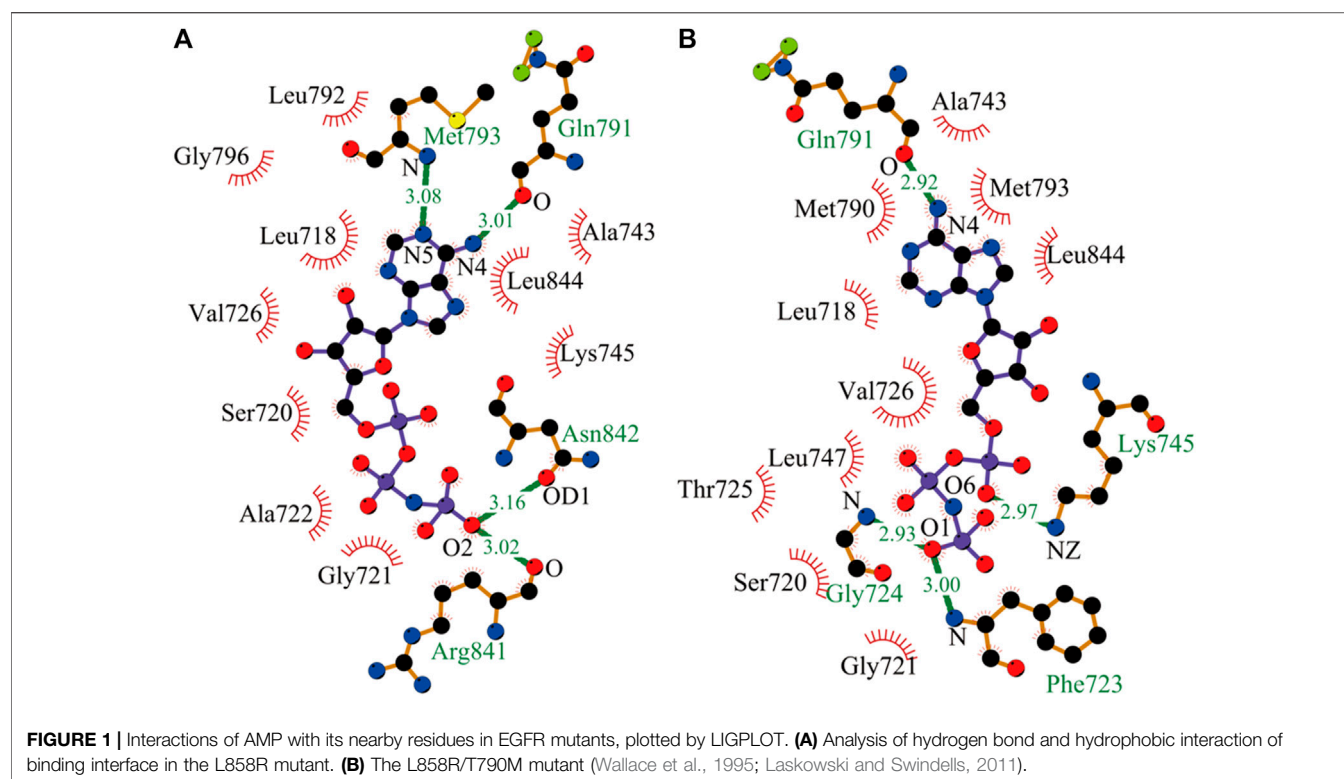 A
Leu792
Met793
Gln791
Gly796
N
3.08
O
3.01
Leu718
N5
N4
Ala743
Leu844
Val726
Lys745
Ser720
Asn842
OD1
3.16
Ala722
O2
3.02
O
Gly721
Arg841
B
Ala743
Gln791
O
2.92
Met793
Met790
N4
Leu844
Leu718
Val726
Lys745
Leu747
Thr725
O6
N
2.97
O1
2.93
NZ
3.00
Ser720
Gly724
N
Gly721
Phe723
FIGURE 1 | Interactions of AMP with its nearby residues in EGFR mutants, plotted by LIGPLOT. (A) Analysis of hydrogen bond and hydrophobic interaction of
binding interface in the L858R mutant. (B) The L858R/T790M mutant (Wallace et al., 1995; Laskowski and Swindells, 2011).